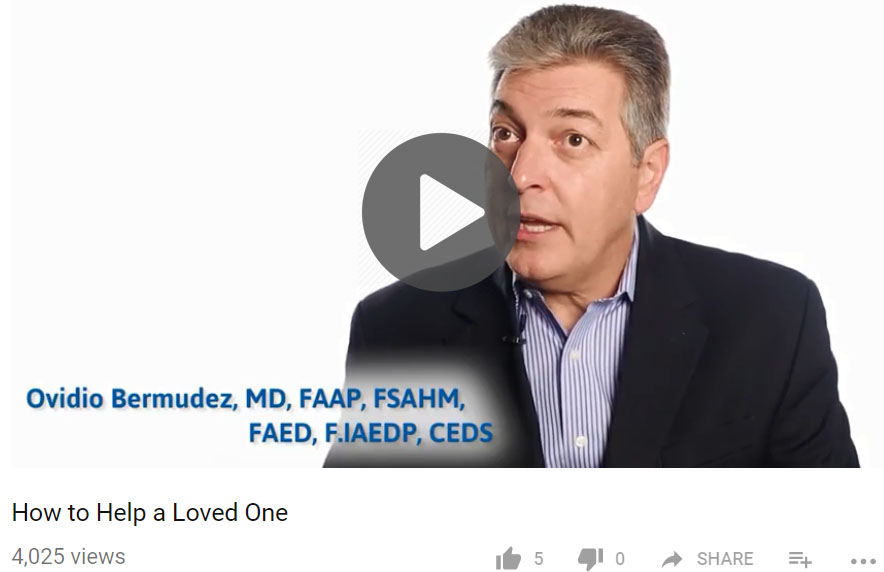 Ovidio Bermudez, MD, FAAP, FSAHM,
FAED, F.IAEDP, CEDS
How to Help a Loved One
4,025 views
5
0
SHARE